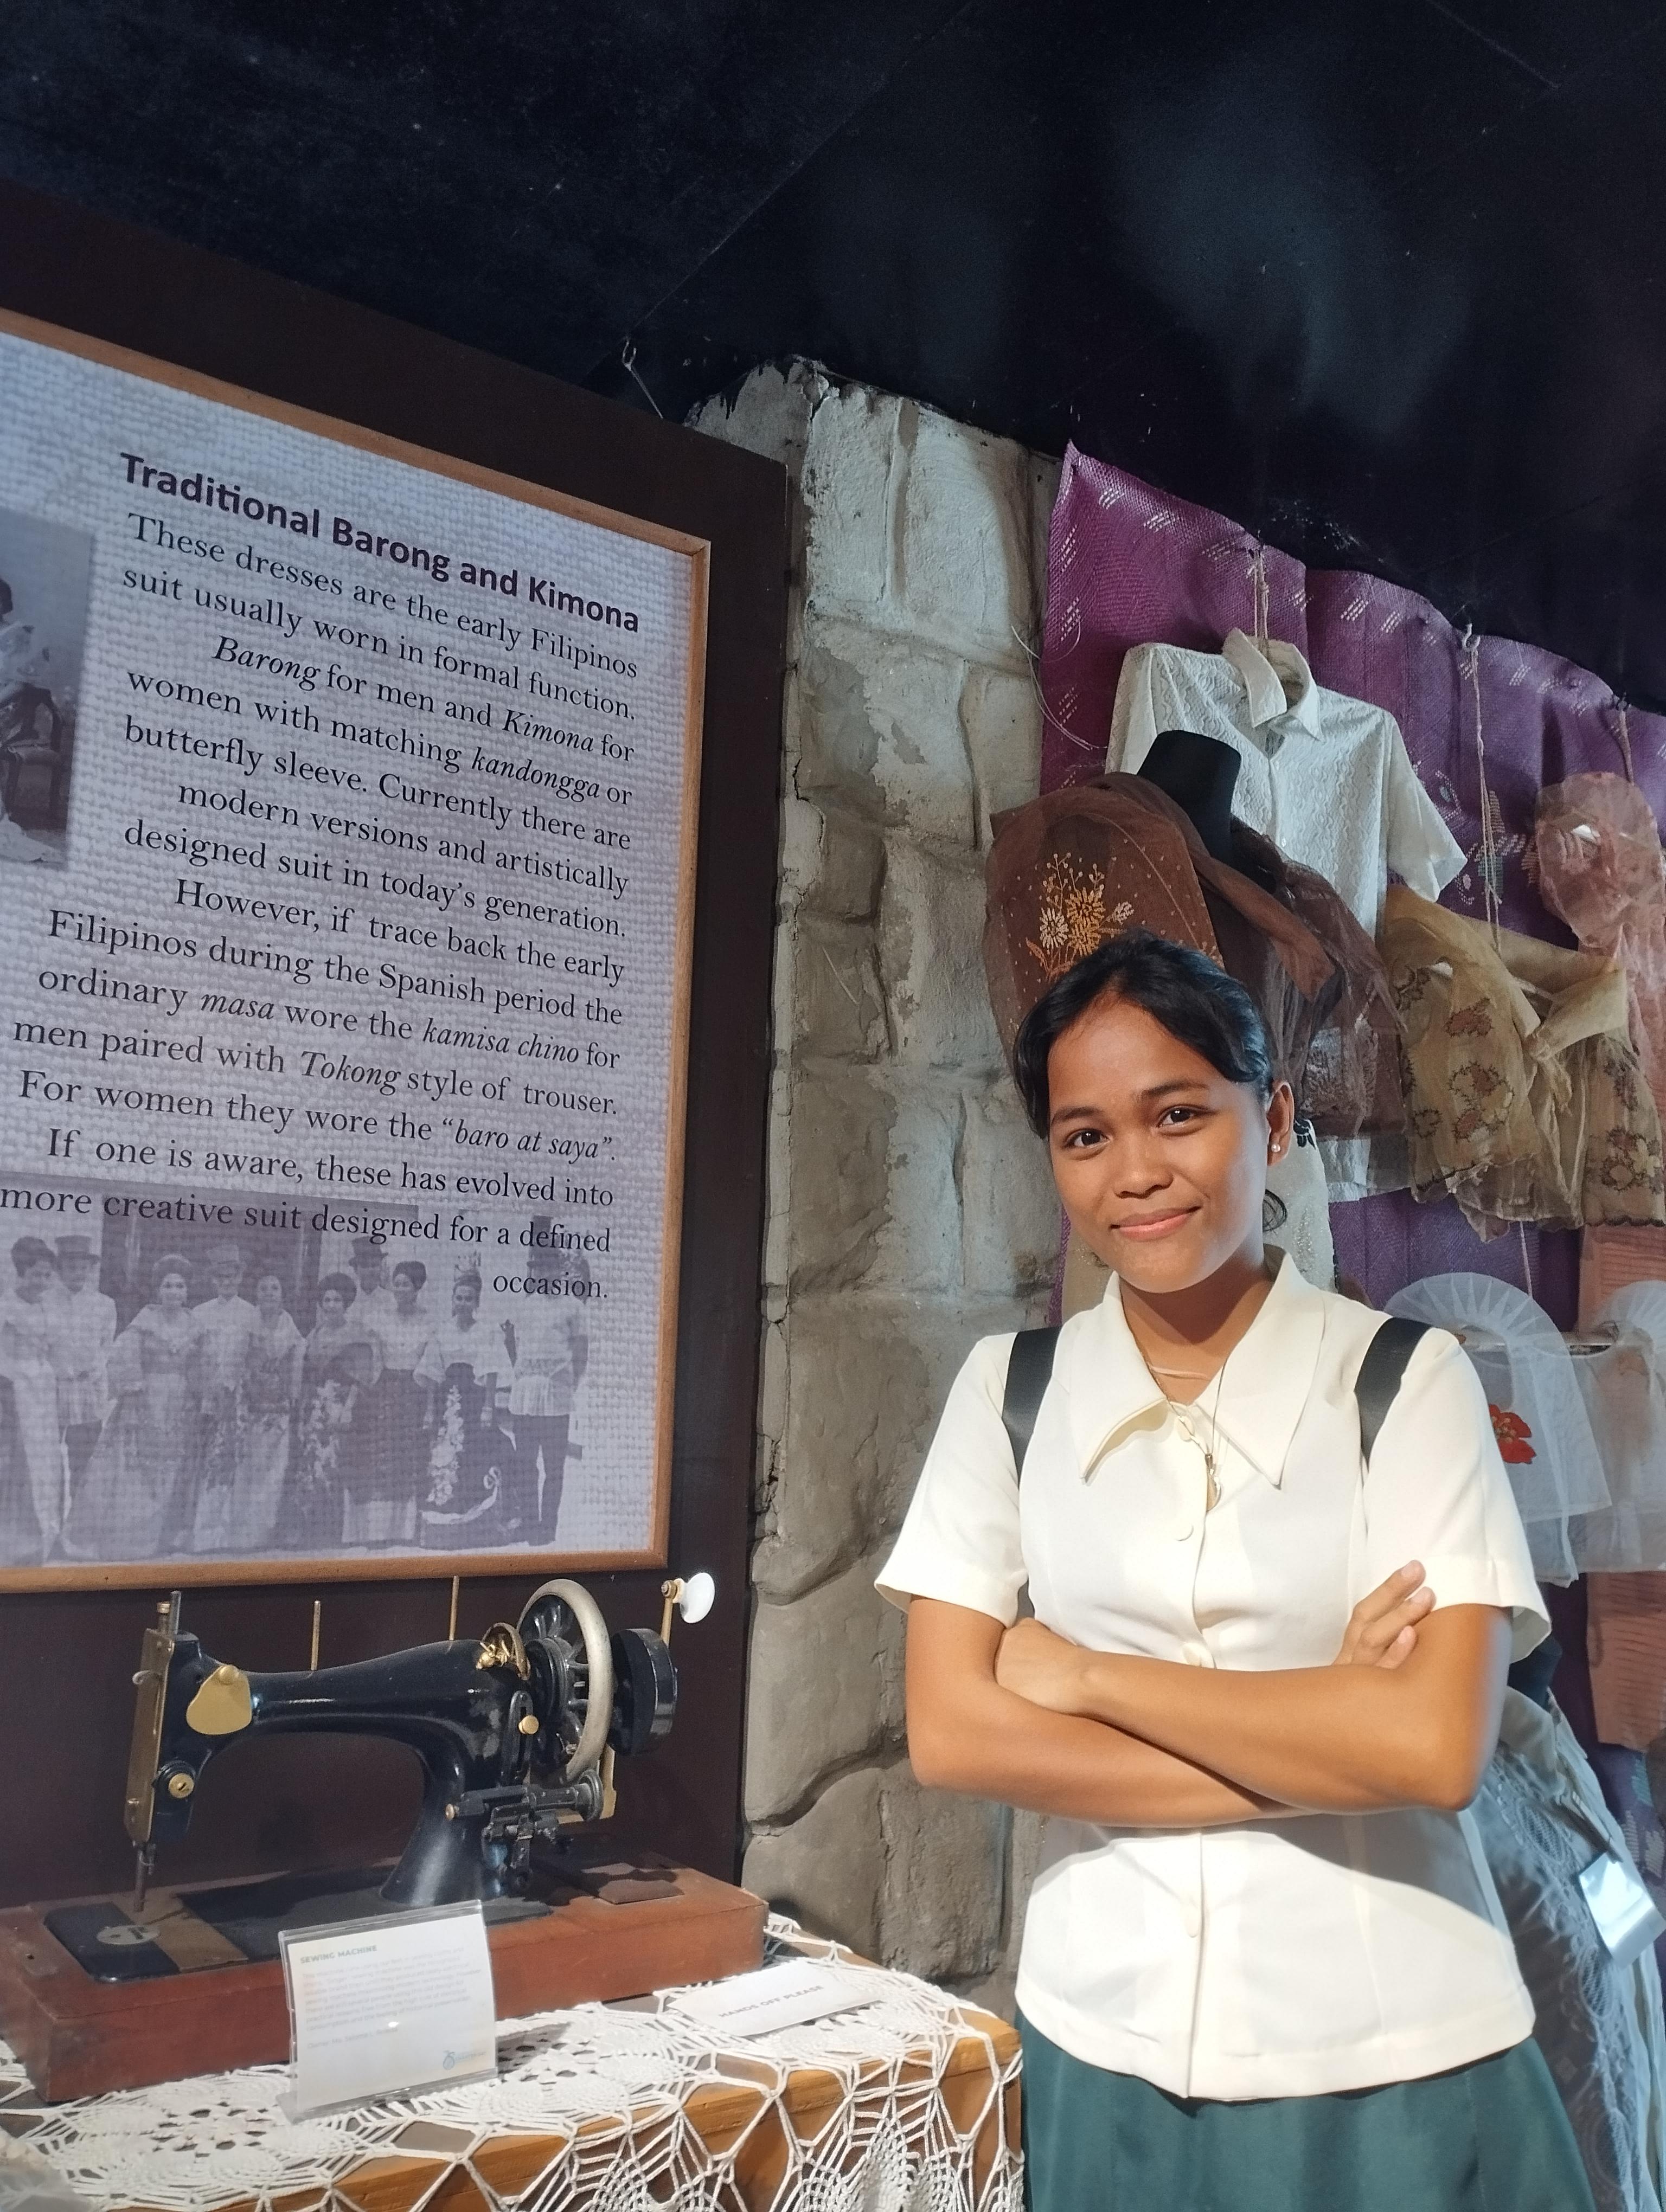 Traditional Barong and Kimona
These dresses are the early Filipinos
suit usually worn in formal function.
Barong for men and Kimona for
women with matching kandongga or
butterfly sleeve. Currently there are
modern versions and artistically
designed suit in today's generation.
However, if trace back the early
Filipinos during the Spanish period the
ordinary masa wore the kamisa chino for
men paired with Tokong style of trouser.
For women they wore the “baro at saya”.
If one is aware, these has evolved into
more creative suit designed for a defined
occasion.
SEWING MACHINE
HANDS OFF PLEASE